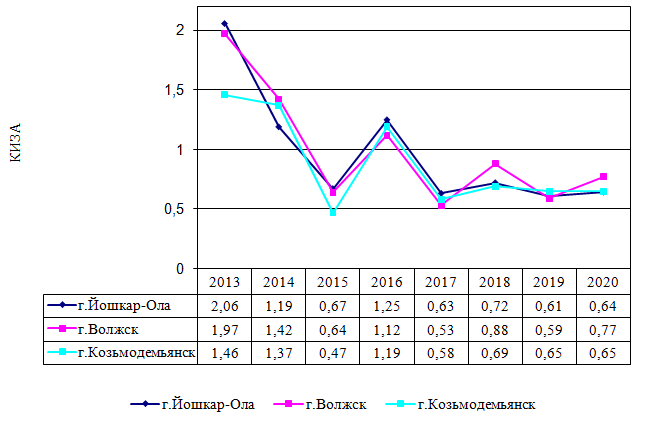 КИЗА
2
1,5
1
0,5
0
2013 2014 2015 2016 2017 2018 2019 2020
г.Йошкар-Ола 2,06 1,19 0,67 1,25 0,63 0,72 0,61 0,64
г.Волжск 1,97 1,42 0,64 1,12 0,53 0,88 0,59 0,77
г.Козьмодемьянск 1,46 1,37 0,47 1,19 0,58 0,69 0,65 0,65
г.Йошкар-Ола г.Волжск г.Козьмодемьянск